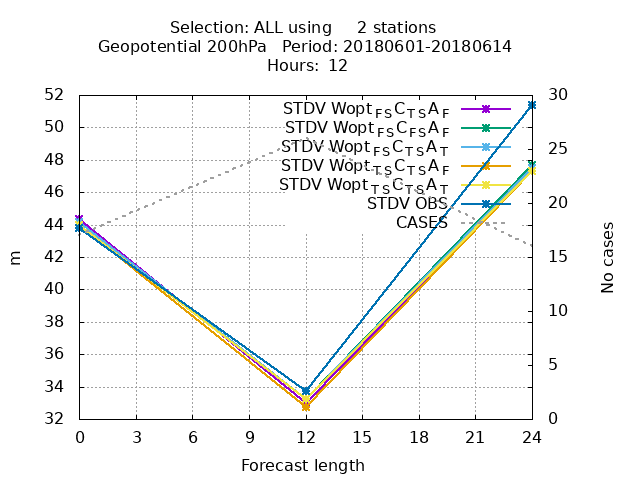 Selection: ALL using     2 stations
Geopotential 200hPa   Period: 20180601-20180614
Hours:  12
52
50
48
46
44
42
40
38
36
34
32
30
25
20
15
10
5
0
STDV Wopt FS C TS A F
STDV Wopt FS C FS A F
STDV Wopt FS C TS A T
STDV Wopt TS C TS A F
STDV Wopt TS C TS A T
STDV OBS
CASES
m
No cases
0 3 6 9 12 15 18 21 24
Forecast length